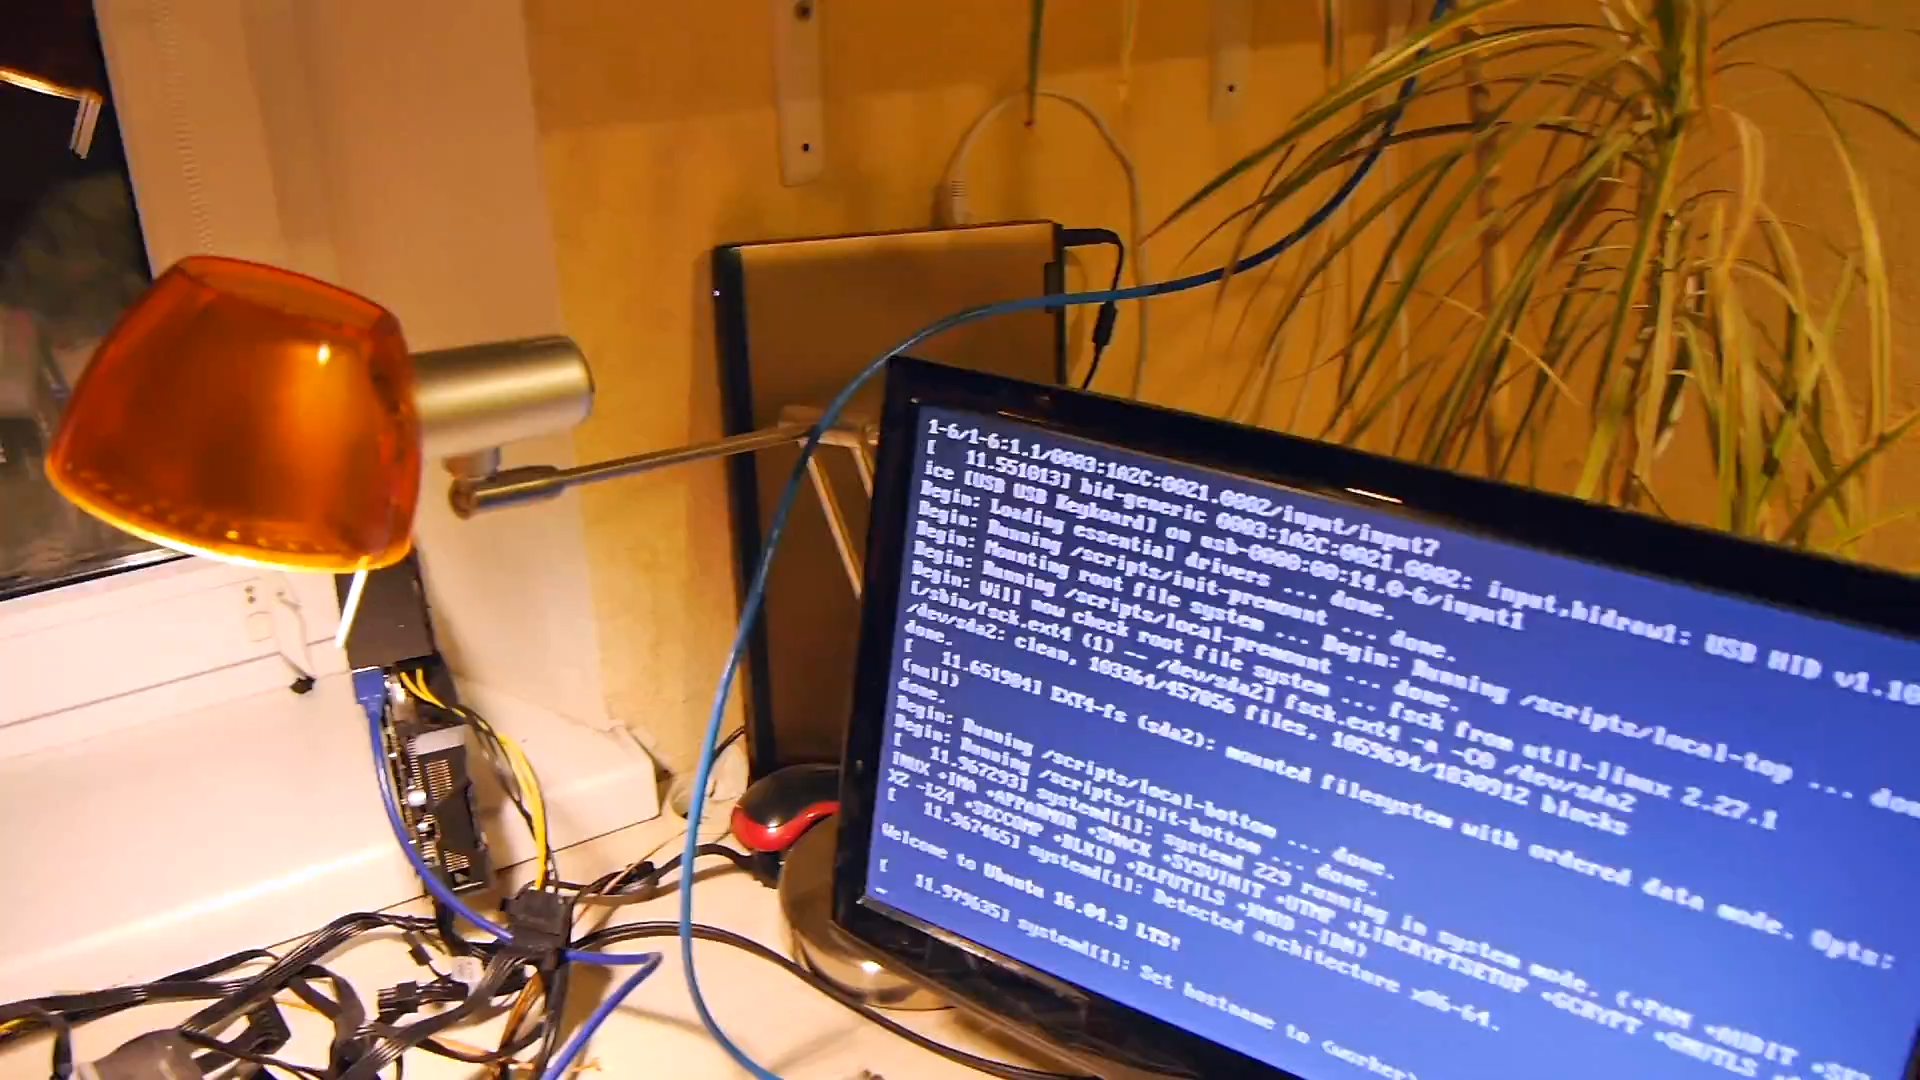 1-6/1-6:1.1/0003:1A2C:0021.0002/input/input7
[   11.551013] hid-generic 0003:1A2C:0021.0002: input,hidraw1: USB HID v1.10
ice [USB USB Keykoard] on usb-0000:00:14.0-6/input1
Begin: Loading essential drivers ... done.
Begin: Running /scripts/init-premount ... done.
Begin: Mounting root file system ... Begin: Running /scripts/local-top ... don
Begin: Running /scripts/local-premount ... done.
Begin: Will now check root file system ... fsck from util-linux 2.27.1
[/sbin/fsck.ext4 (1) -- /dev/sda2] fsck.ext4 -a -C0 /dev/sda2
/dev/sda2: clean, 103364/457856 files, 1059694/1830912 blocks
done.
[   11.651984] EXT4-fs (sda2): mounted filesystem with ordered data mode. Opts:
(null)
done.
Begin: Running /scripts/local-bottom ... done.
Begin: Running /scripts/init-bottom ... done.
[   11.967293] systemd[1]: systemd 229 running in system mode. (+PAM +AUDIT +SEL
INUX +IMA +APPARMOR +SMACK +SYSVINIT +UTMP +LIBCRYPTSETUP +GCRYPT +GNUTLS
XZ -LZ4 +SECCOMP +BLKID +ELFUTILS +KMOD -IDN)
[   11.967465] systemd[1]: Detected architecture x86-64.
Welcome to Ubuntu 16.04.3 LTS!
[   11.979635] systemd[1]: Set hostname to <worker>